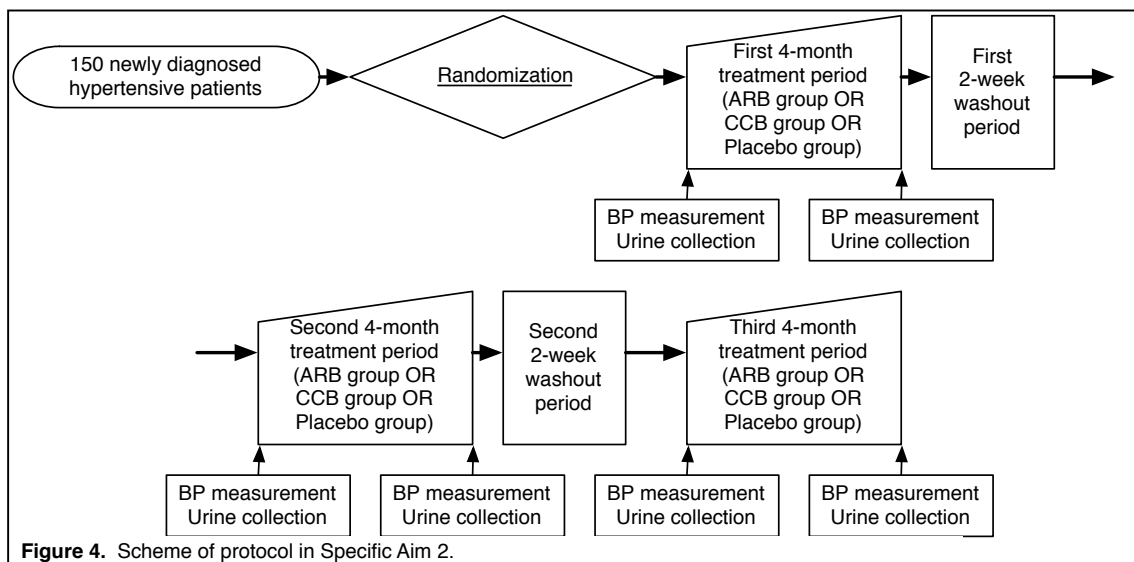 150 newly diagnosed
hypertensive patients
Randomization
First 4-month
treatment period
(ARB group OR
CCB group OR
Placebo group)
First
2-week
washout
period
BP measurement
Urine collection
BP measurement
Urine collection
Second 4-month
treatment period
(ARB group OR
CCB group OR
Placebo group)
Second
2-week
washout
period
Third 4-month
treatment period
(ARB group OR
CCB group OR
Placebo group)
BP measurement
Urine collection
BP measurement
Urine collection
BP measurement
Urine collection
BP measurement
Urine collection
Figure 4. Scheme of protocol in Specific Aim 2.